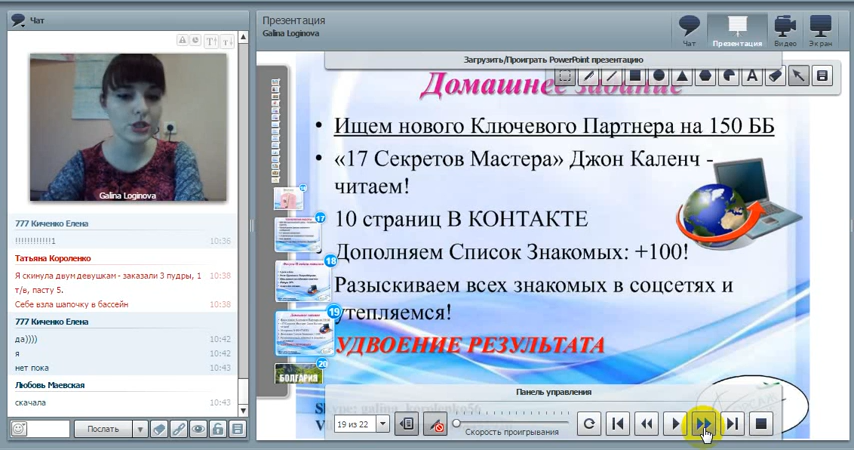 Чат
Galina Loginova
777 Киченко Елена
!!!!!!!!!!!!!1
10:36
Татьяна Короленко
Я скинула двум девушкам - заказали 3 пудры, 1
10:38
т/в, пасту 5.
Себе взла шапочку в бассейн
10:38
777 Киченко Елена
да))))
10:42
я
10:42
нет пока
10:43
Любовь Маевская
скачала
10:43
Послать
Презентация
Galina Loginova
Чат
Презентация
Видео
Экран
Загрузить/Проиграть PowerPoint презентацию
Домашнее задание
• Ищем нового Ключевого Партнера на 150 ББ
• «17 Секретов Мастера» Джон Каленч -
читаем!
10 страниц В КОНТАКТЕ
Дополняем Список Знакомых: +100!
Разыскиваем всех знакомых в соцсетях и
утепляемся!
УДВОЕНИЕ РЕЗУЛЬТАТА
17
18
19
20
БОЛГАРИЯ
Панель управления
19 из 22
Скорость проигрывания